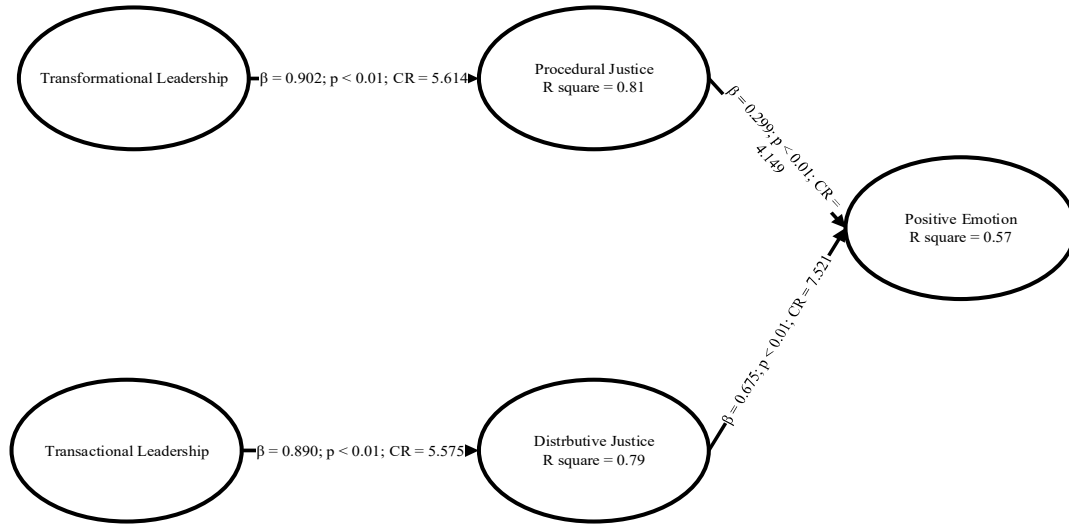 Transformational Leadership
β = 0.902; p < 0.01; CR = 5.614
Procedural Justice
R square = 0.81
β = 0.299; p < 0.01; CR =
4.149
Positive Emotion
R square = 0.57
β = 0.675; p < 0.01; CR = 7.521
Transactional Leadership
β = 0.890; p < 0.01; CR = 5.575
Distrbutive Justice
R square = 0.79